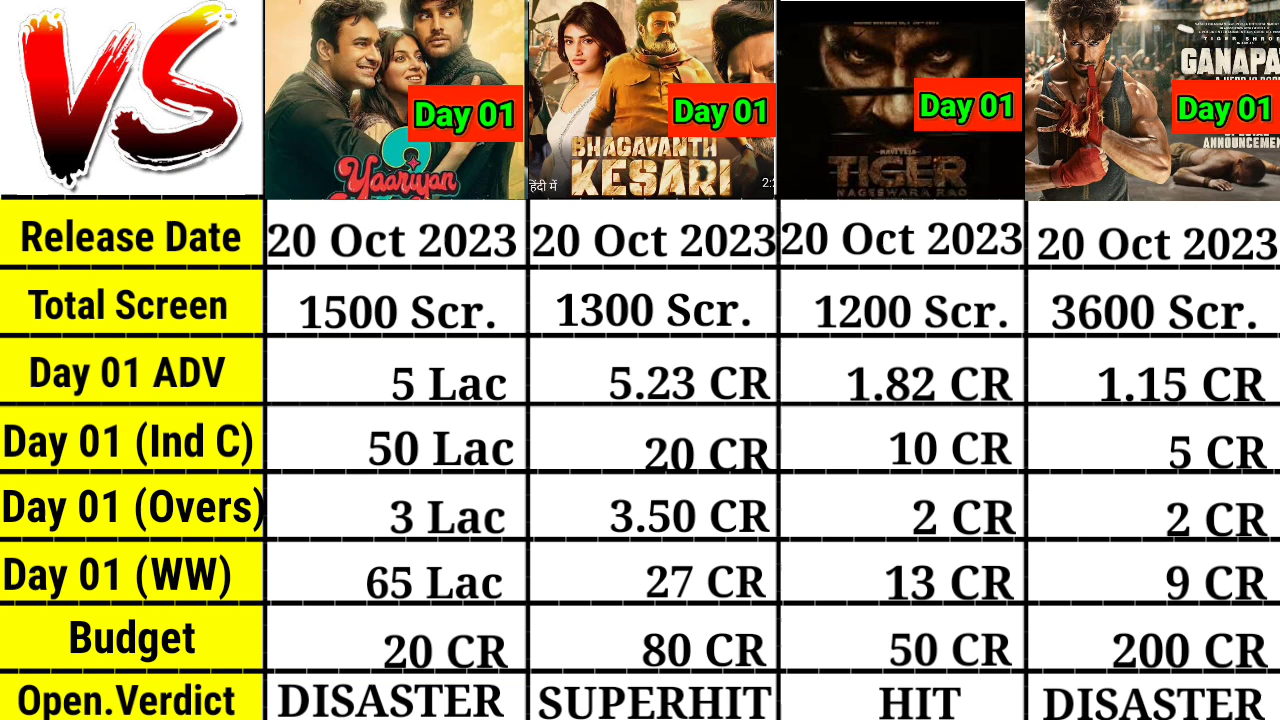 VS
Day 01
Day 01
Day 01
Day 01
2
Yaariyan
BHAGAVANTH
KESARI
हिंदी में
2:
TIGER
NAGESWARA RAO
TIGER SHRO
GANAPA
ANNOUNCEMEN
Release Date 20 Oct 2023 20 Oct 2023 20 Oct 2023 20 Oct 2023
Total Screen 1500 Scr. 1300 Scr. 1200 Scr. 3600 Scr.
Day 01 ADV 5 Lac 5.23 CR 1.82 CR 1.15 CR
Day 01 (Ind C) 50 Lac 20 CR 10 CR 5 CR
Day 01 (Overs) 3 Lac 3.50 CR 2 CR 2 CR
Day 01 (WW) 65 Lac 27 CR 13 CR 9 CR
Budget 20 CR 80 CR 50 CR 200 CR
Open.Verdict DISASTER SUPERHIT HIT DISASTER